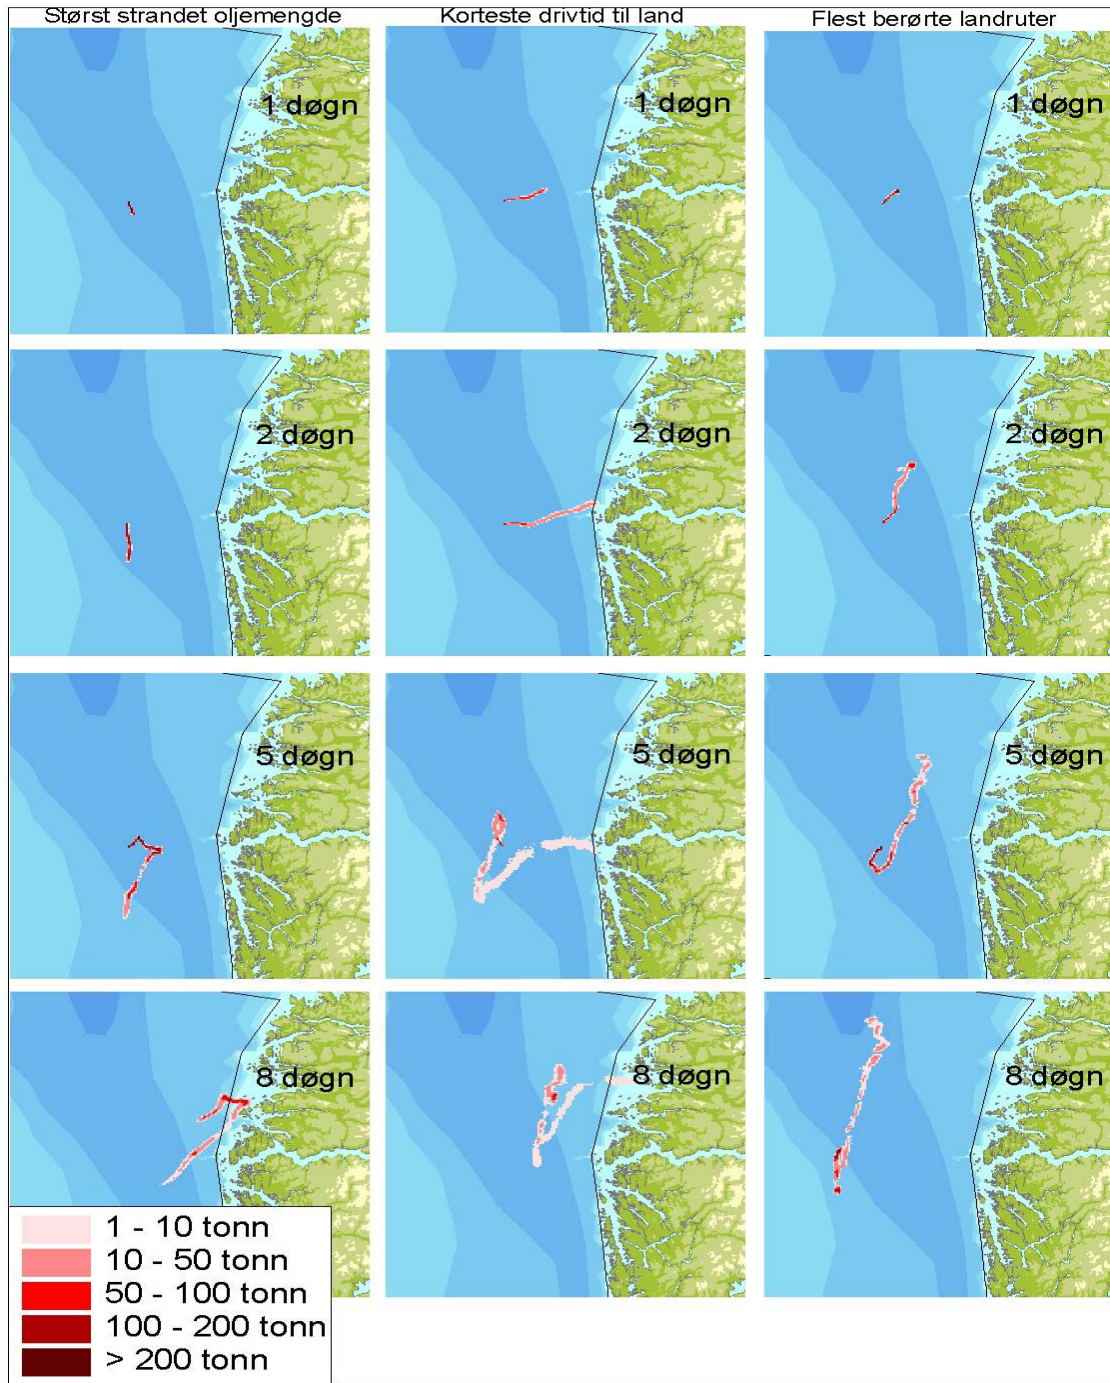 Størst strandet oljemengde
Korteste drivtid til land
Flest berørte landruter
1 døgn
1 døgn
1 døgn
2 døgn
2 døgn
2 døgn
5 døgn
5 døgn
5 døgn
8 døgn
8 døgn
8 døgn
1 - 10 tonn
10 - 50 tonn
50 - 100 tonn
100 - 200 tonn
> 200 tonn